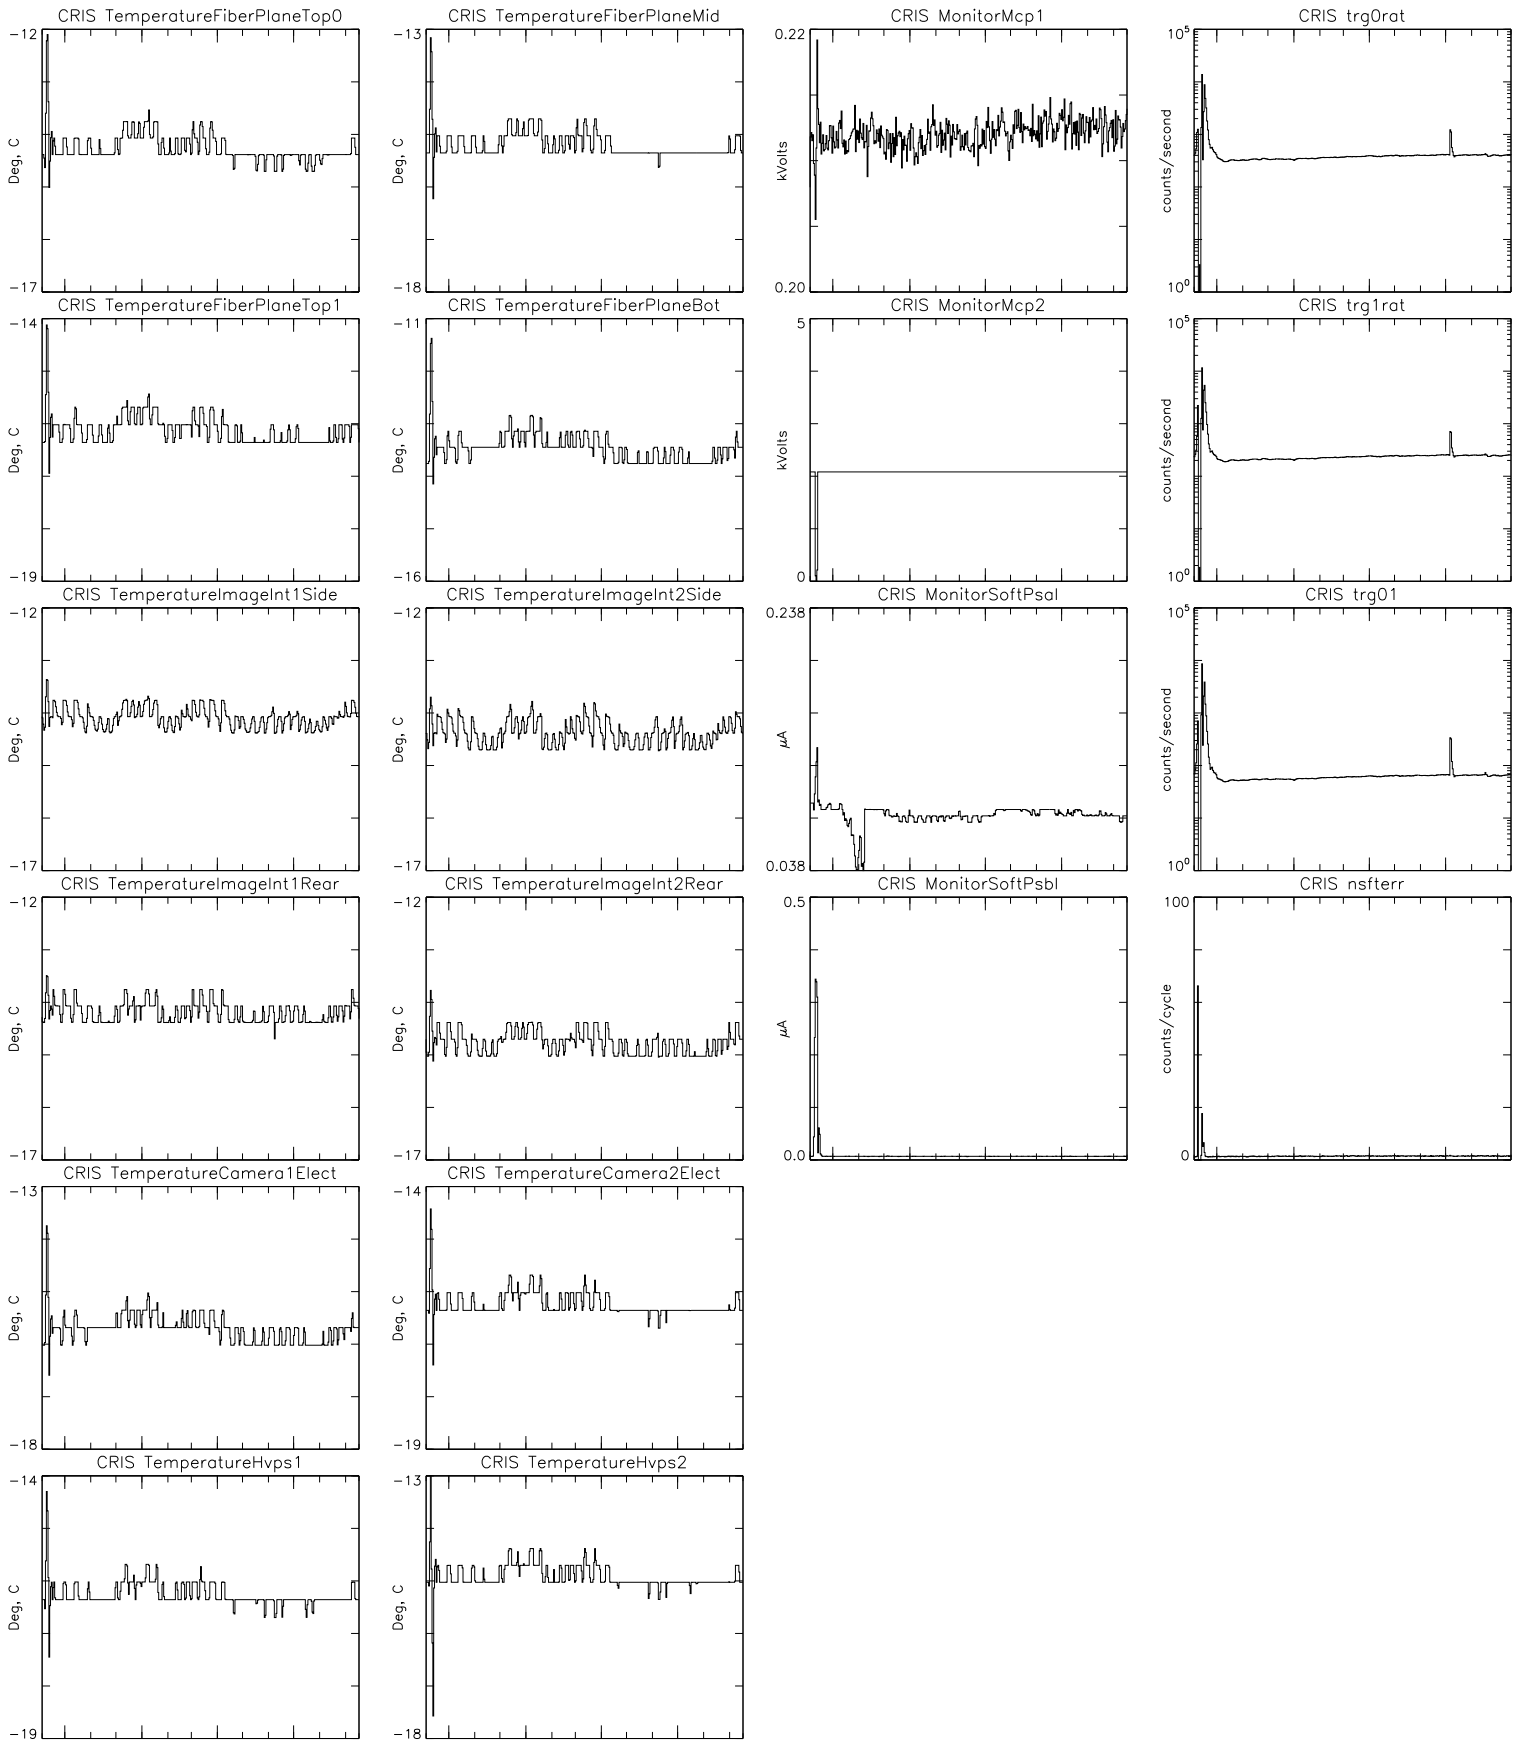 CRIS TemperatureFiberPlaneTop0
-12
Deg, C
-17
CRIS TemperatureFiberPlaneMid
-13
Deg, C
-18
CRIS MonitorMcp1
0.22
kVolts
0.20
CRIS trg0rat
10^5
counts/second
10^0
CRIS TemperatureFiberPlaneTop1
-14
Deg, C
-19
CRIS TemperatureFiberPlaneBot
-11
Deg, C
-16
CRIS MonitorMcp2
5
kVolts
0
CRIS trg1rat
10^5
counts/second
10^0
CRIS TemperatureImageInt1Side
-12
Deg, C
-17
CRIS TemperatureImageInt2Side
-12
Deg, C
-17
CRIS MonitorSoftPsaI
0.238
μA
0.038
CRIS trg01
10^5
counts/second
10^0
CRIS TemperatureImageInt1Rear
-12
Deg, C
-17
CRIS TemperatureImageInt2Rear
-12
Deg, C
-17
CRIS MonitorSoftPsbI
0.5
μA
0.0
CRIS nsfterr
100
counts/cycle
0
CRIS TemperatureCamera1Elect
-13
Deg, C
-18
CRIS TemperatureCamera2Elect
-14
Deg, C
-19
CRIS TemperatureHvps1
-14
Deg, C
-19
CRIS TemperatureHvps2
-13
Deg, C
-18